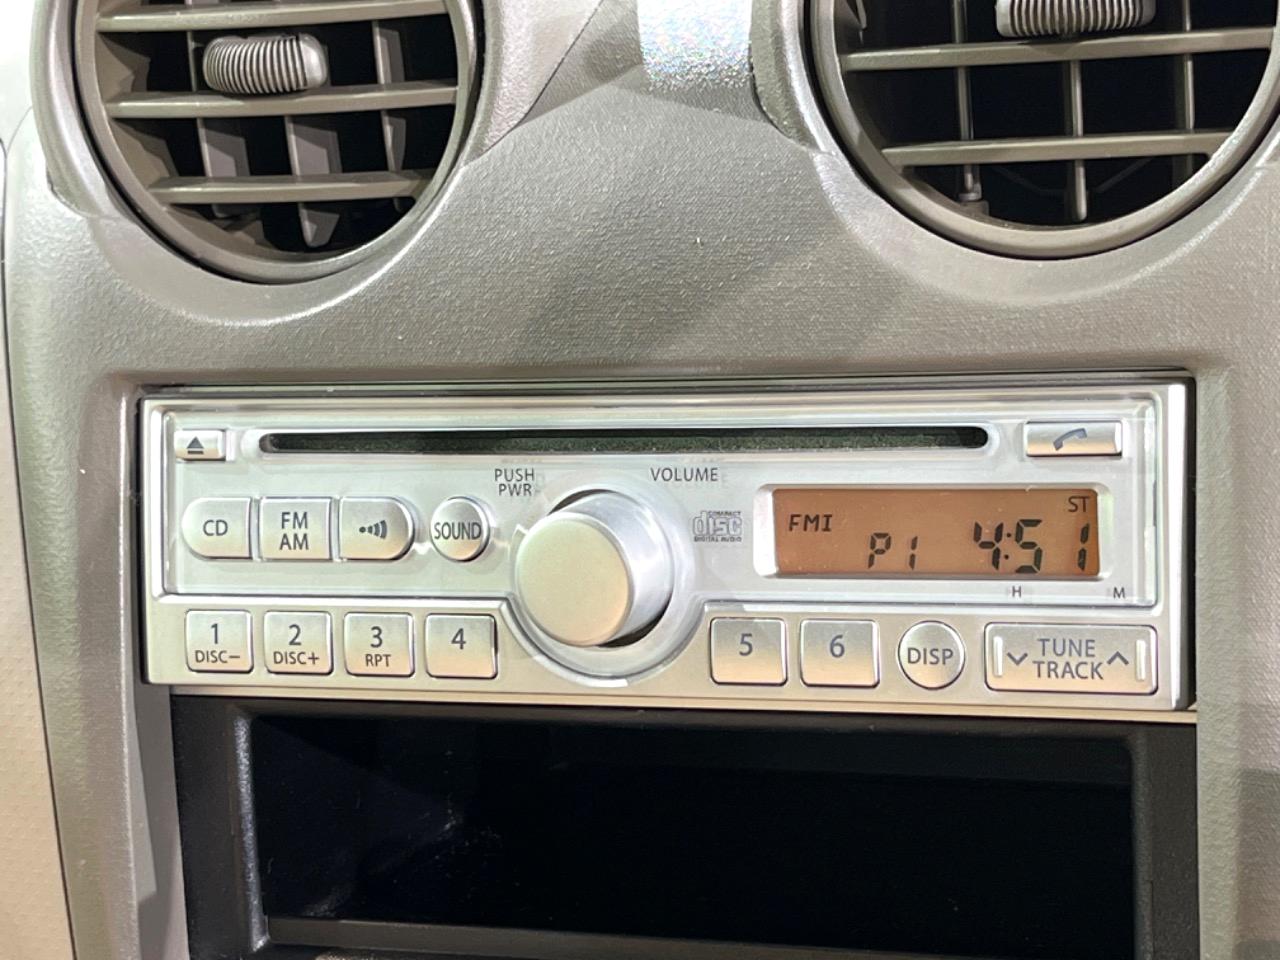 PUSH
PWR
VOLUME
CD
FM
AM
SOUND
COMPACT
disc
DIGITAL AUDIO
FMI
P1
4:51
ST
H
M
1
DISC−
2
DISC+
3
RPT
4
5
6
DISP
TUNE
TRACK